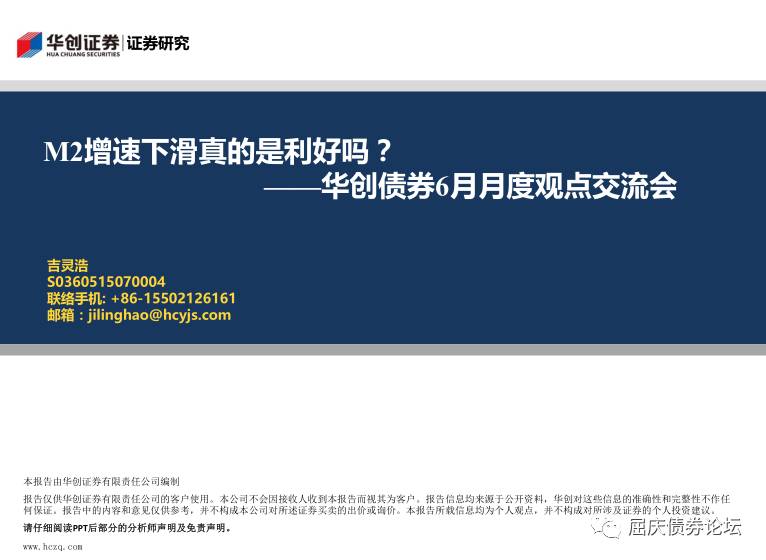 华创证券 证券研究
HUA CHUANG SECURITIES
M2增速下滑真的是利好吗？
——华创债券6月月度观点交流会
吉灵浩
S0360515070004
联络手机: +86-15502126161
邮箱：jilinghao@hcyjs.com
本报告由华创证券有限责任公司编制
报告仅供华创证券有限责任公司的客户使用。本公司不会因接收人收到本报告而视其为客户。报告信息均来源于公开资料，华创对这些信息的准确性和完整性不作任
何保证。报告中的内容和意见仅供参考，并不构成本公司对所述证券买卖的出价或询价。本报告所载信息均为个人观点，并不构成对所涉及证券的个人投资建议。
请仔细阅读PPT后部分的分析师声明及免责声明。
屈庆债券论坛
www.hczq.com